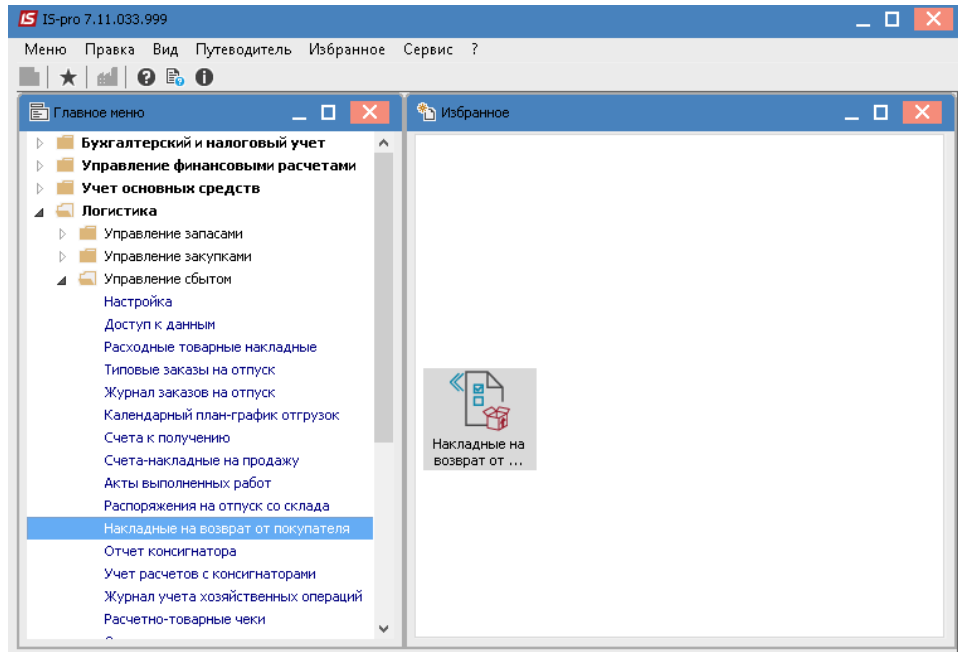 IS-pro 7.11.033.999
Меню Правка Вид Путеводитель Избранное Сервис ?
Главное меню
Бухгалтерский и налоговый учет
Управление финансовыми расчетами
Учет основных средств
Логистика
Управление запасами
Управление закупками
Управление сбытом
Настройка
Доступ к данным
Расходные товарные накладные
Типовые заказы на отпуск
Журнал заказов на отпуск
Календарный план-график отгрузок
Счета к получению
Счета-накладные на продажу
Акты выполненных работ
Распоряжения на отпуск со склада
Накладные на возврат от покупателя
Отчет консигнатора
Учет расчетов с консигнаторами
Журнал учета хозяйственных операций
Расчетно-товарные чеки
Избранное
Накладные на
возврат от ...